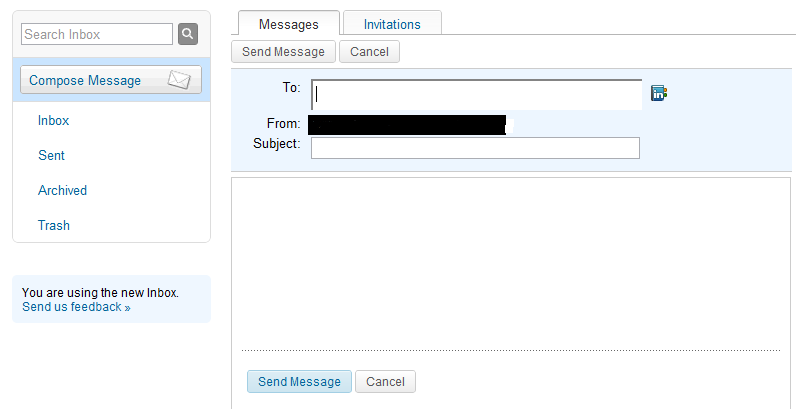 Search Inbox
Compose Message
Inbox
Sent
Archived
Trash
You are using the new Inbox.
Send us feedback »
Messages
Invitations
Send Message
Cancel
To:
in
From:
Subject:
Send Message
Cancel